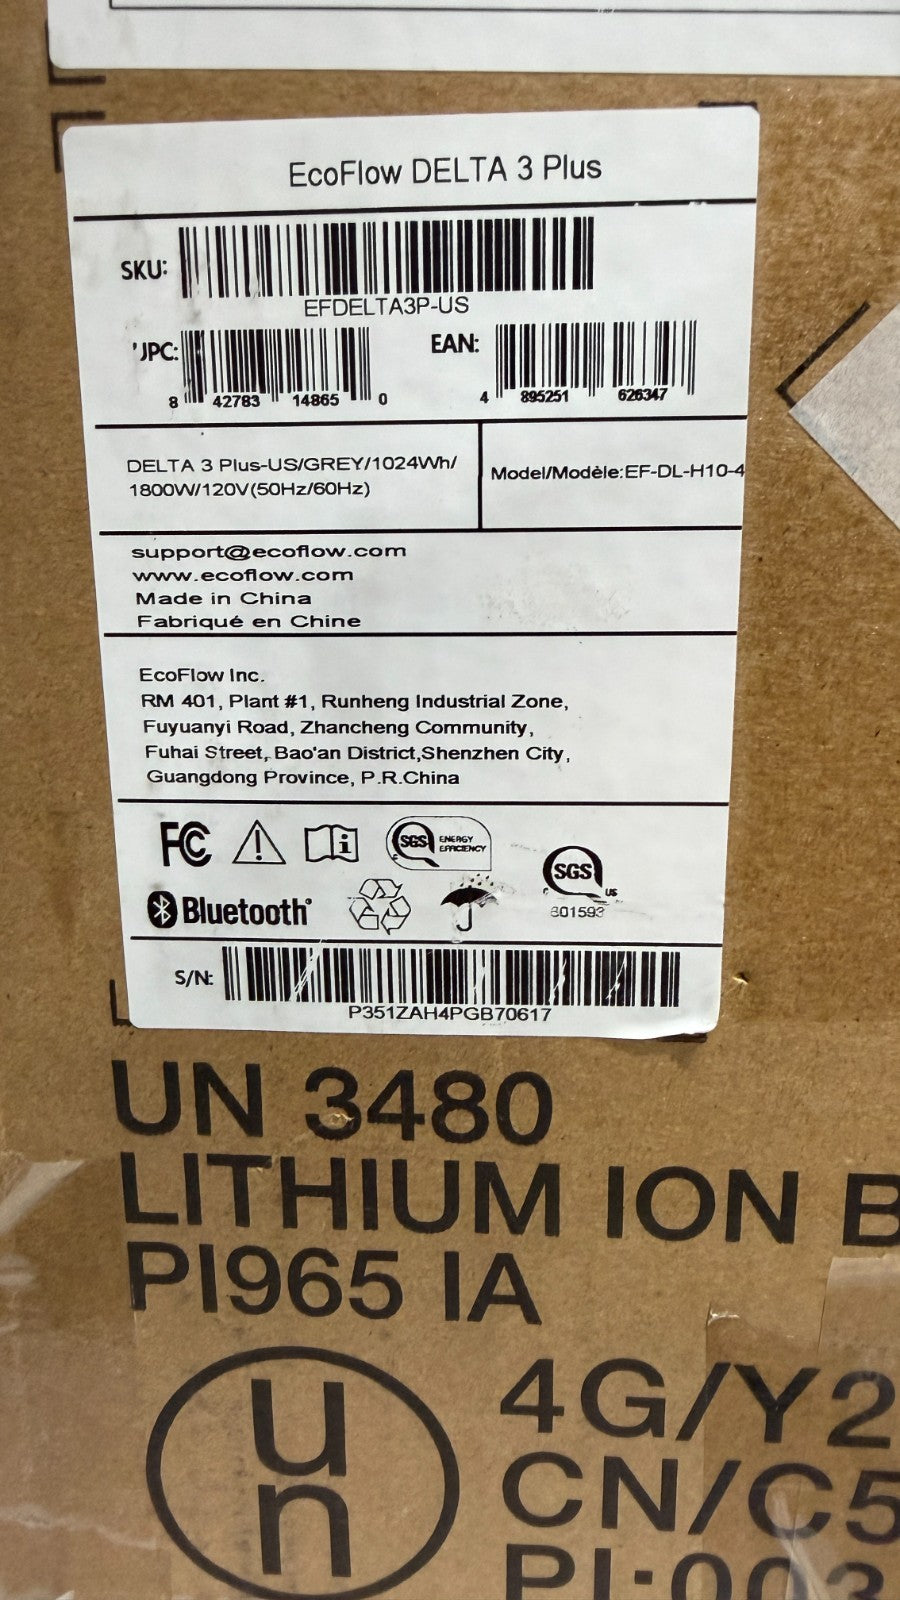 EcoFlow DELTA 3 Plus
SKU:
EFDELTA3P-US
UPC:
8 42783 14865 0
EAN:
4 895251 626347
DELTA 3 Plus-US/GREY/1024Wh/
1800W/120V(50Hz/60Hz)
Model/Modèle:EF-DL-H10-4
support@ecoflow.com
www.ecoflow.com
Made in China
Fabriqué en Chine
EcoFlow Inc.
RM 401, Plant #1, Runheng Industrial Zone,
Fuyuanyi Road, Zhancheng Community,
Fuhai Street, Bao'an District,Shenzhen City,
Guangdong Province, P.R.China
FC
SGS ENERGY
EFFICIENCY
C
SGS
C US
801593
Bluetooth®
S/N:
P351ZAH4PGB70617
UN 3480
LITHIUM ION B
PI965 IA
un
4G/Y2
CN/C5
PI:003